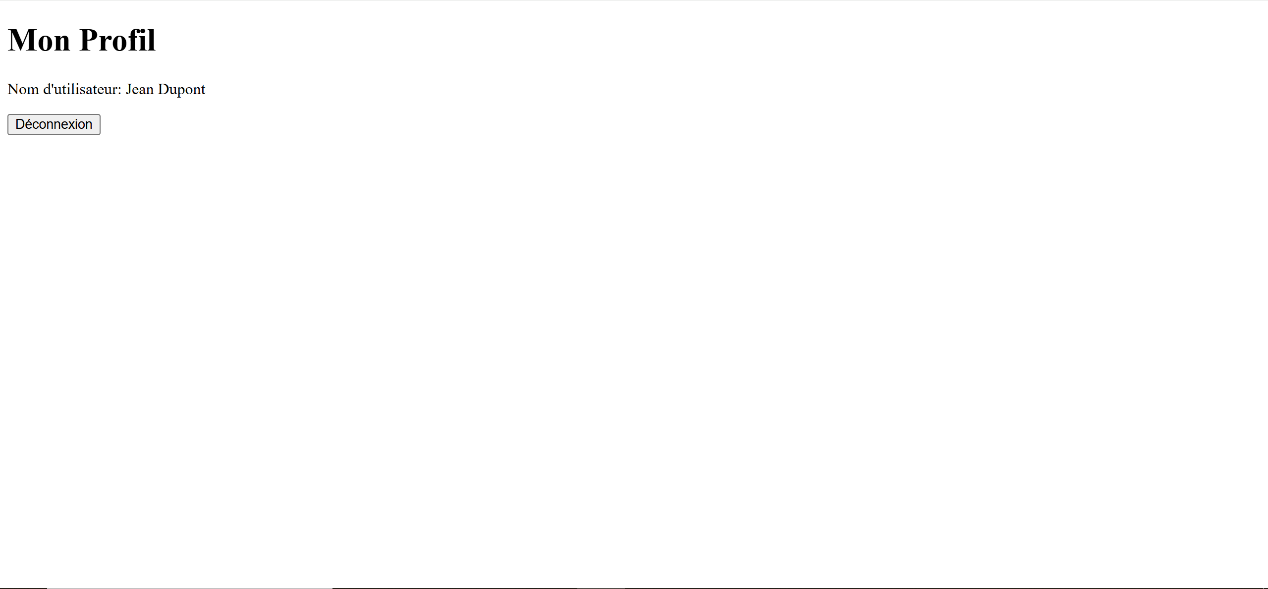 Mon Profil
Nom d'utilisateur: Jean Dupont
Déconnexion